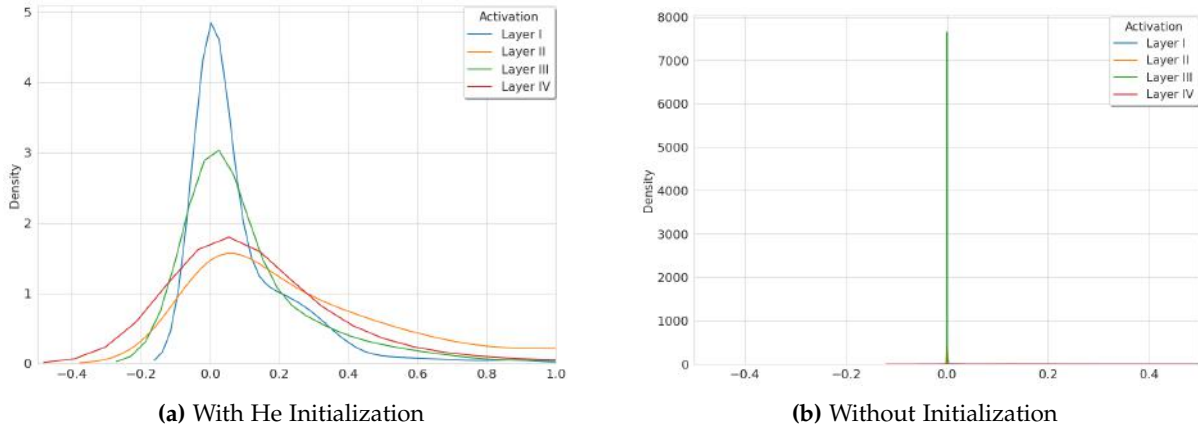 5
4
3
2
1
0
Density
−0.4 −0.2 0.0 0.2 0.4 0.6 0.8 1.0
Activation
Layer I
Layer II
Layer III
Layer IV
(a) With He Initialization
8000
7000
6000
5000
4000
3000
2000
1000
0
Density
−0.4 −0.2 0.0 0.2 0.4
Activation
Layer I
Layer II
Layer III
Layer IV
(b) Without Initialization